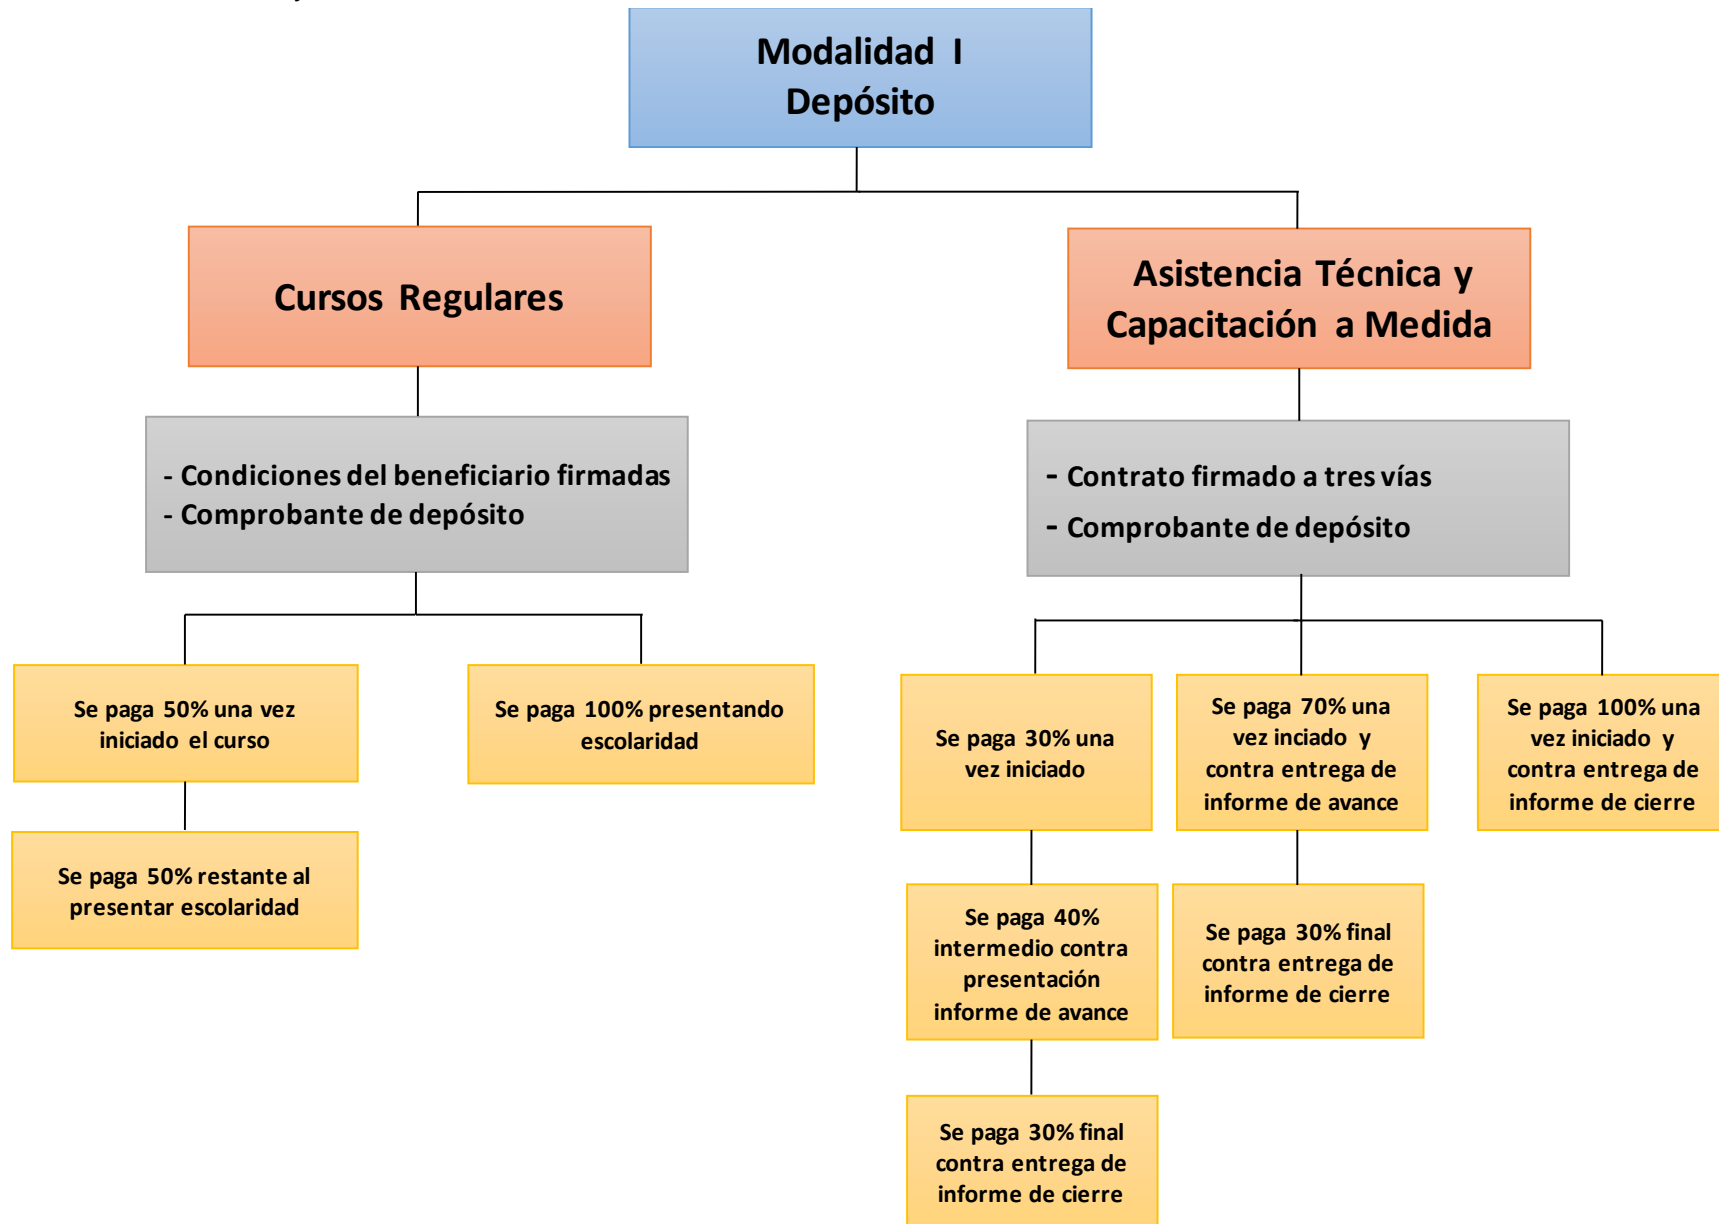 Modalidad I
Depósito
Cursos Regulares
Asistencia Técnica y
Capacitación a Medida
- Condiciones del beneficiario firmadas
- Comprobante de depósito
- Contrato firmado a tres vías
- Comprobante de depósito
Se paga 50% una vez
iniciado el curso
Se paga 100% presentando
escolaridad
Se paga 30% una
vez iniciado
Se paga 70% una
vez inciado y
contra entrega de
informe de avance
Se paga 100% una
vez iniciado y
contra entrega de
informe de cierre
Se paga 50% restante al
presentar escolaridad
Se paga 40%
intermedio contra
presentación
informe de avance
Se paga 30% final
contra entrega de
informe de cierre
Se paga 30% final
contra entrega de
informe de cierre